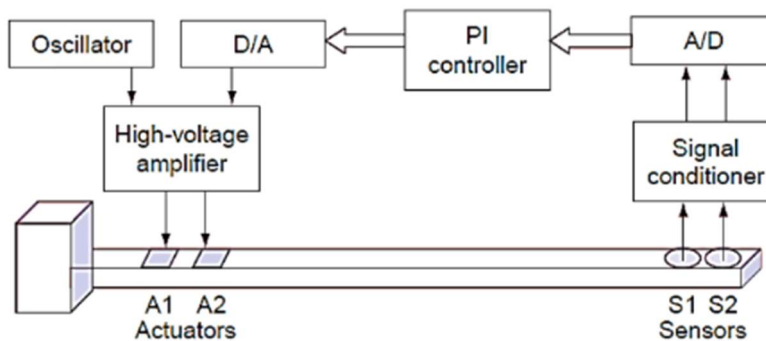 Oscillator
D/A
PI
controller
A/D
High-voltage
amplifier
Signal
conditioner
A1 A2
Actuators
S1 S2
Sensors